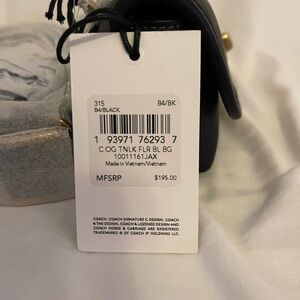 315 B4/BK
B4/BLACK
1 93971 76293 7
C OG TNLK FLR BL BG
10011161JAX
Made in Vietnam/Vietnam
MFSRP $195.00
COACH, COACH SIGNATURE C DESIGN, COACH
& TAG DESIGN, COACH & LOZENGE DESIGN AND
COACH HORSE & CARRIAGE ARE REGISTERED
TRADEMARKS ® OF COACH IP HOLDINGS LLC.